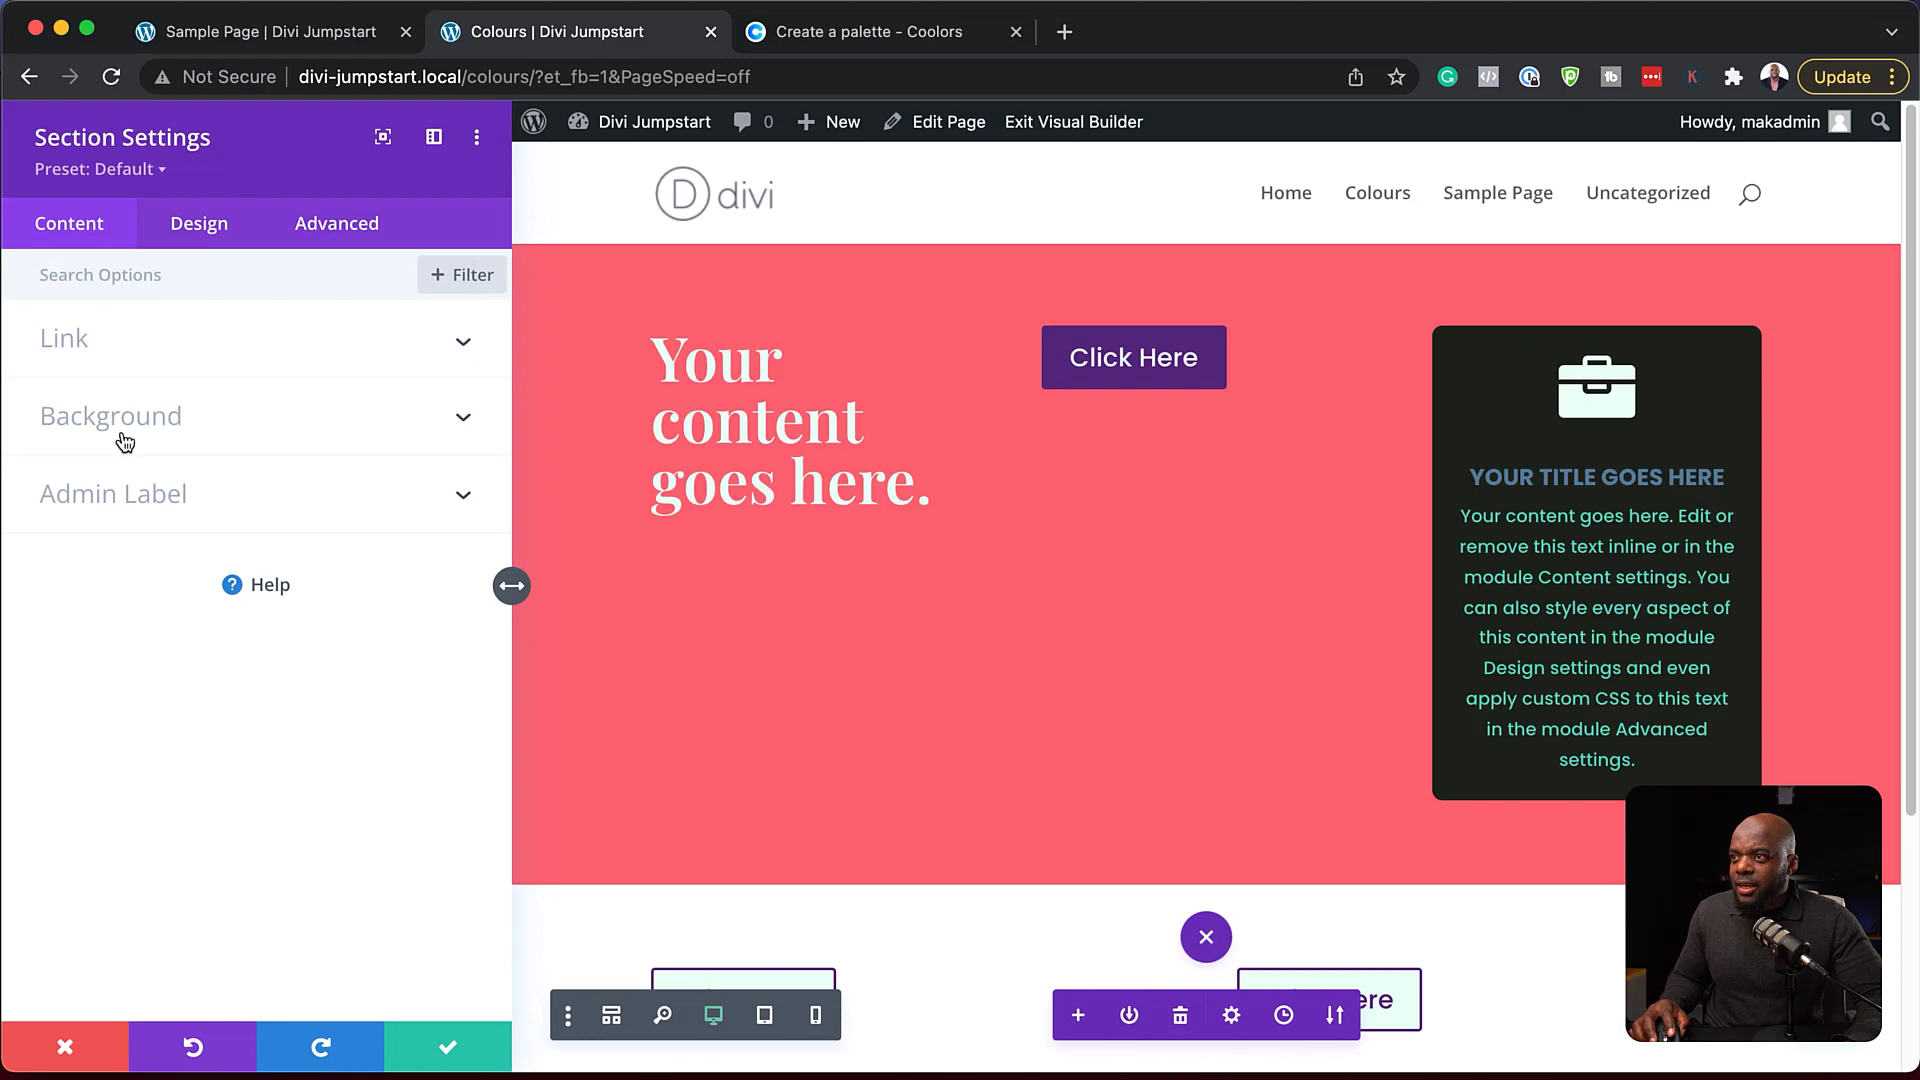 Sample Page | Divi Jumpstart
Colours | Divi Jumpstart
Create a palette - Coolors
Not Secure
divi-jumpstart.local/colours/?et_fb=1&PageSpeed=off
Update
Section Settings
Preset: Default
Content
Design
Advanced
Search Options
+ Filter
Link
Background
Admin Label
? Help
Divi Jumpstart
0
New
Edit Page
Exit Visual Builder
Howdy, makadmin
D divi
Home
Colours
Sample Page
Uncategorized
Your
content
goes here.
Click Here
YOUR TITLE GOES HERE
Your content goes here. Edit or
remove this text inline or in the
module Content settings. You
can also style every aspect of
this content in the module
Design settings and even
apply custom CSS to this text
in the module Advanced
settings.
ere